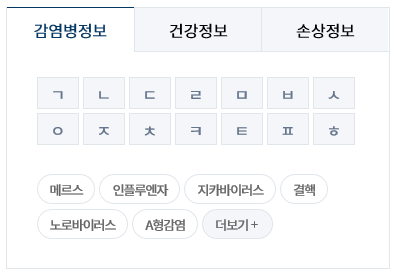 감염병정보 건강정보 손상정보
ㄱ ㄴ ㄷ ㄹ ㅁ ㅂ ㅅ
ㅇ ㅈ ㅊ ㅋ ㅌ ㅍ ㅎ
메르스 인플루엔자 지카바이러스 결핵
노로바이러스 A형감염 더보기 +